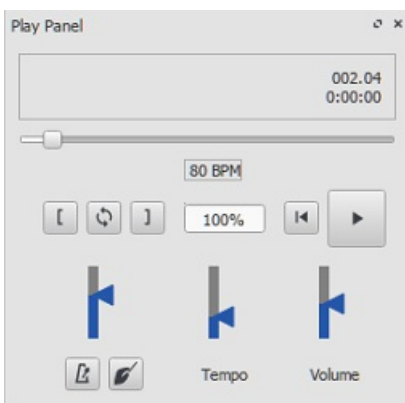 Play Panel
002.04
0:00:00
80 BPM
[ ] 100%
Tempo Volume